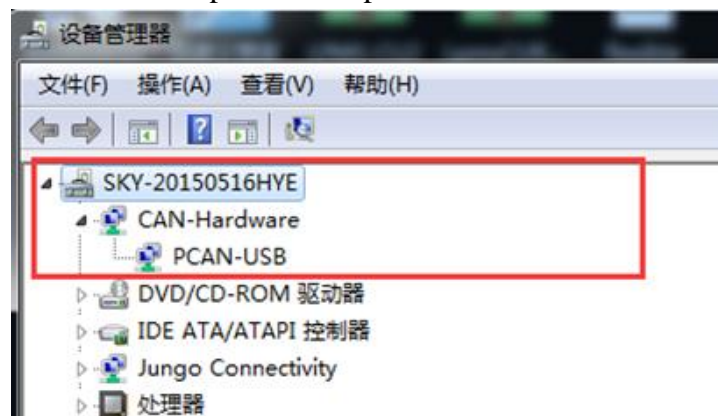 设备管理器
文件(F) 操作(A) 查看(V) 帮助(H)
SKY-20150516HYE
CAN-Hardware
PCAN-USB
DVD/CD-ROM 驱动器
IDE ATA/ATAPI 控制器
Jungo Connectivity
处理器